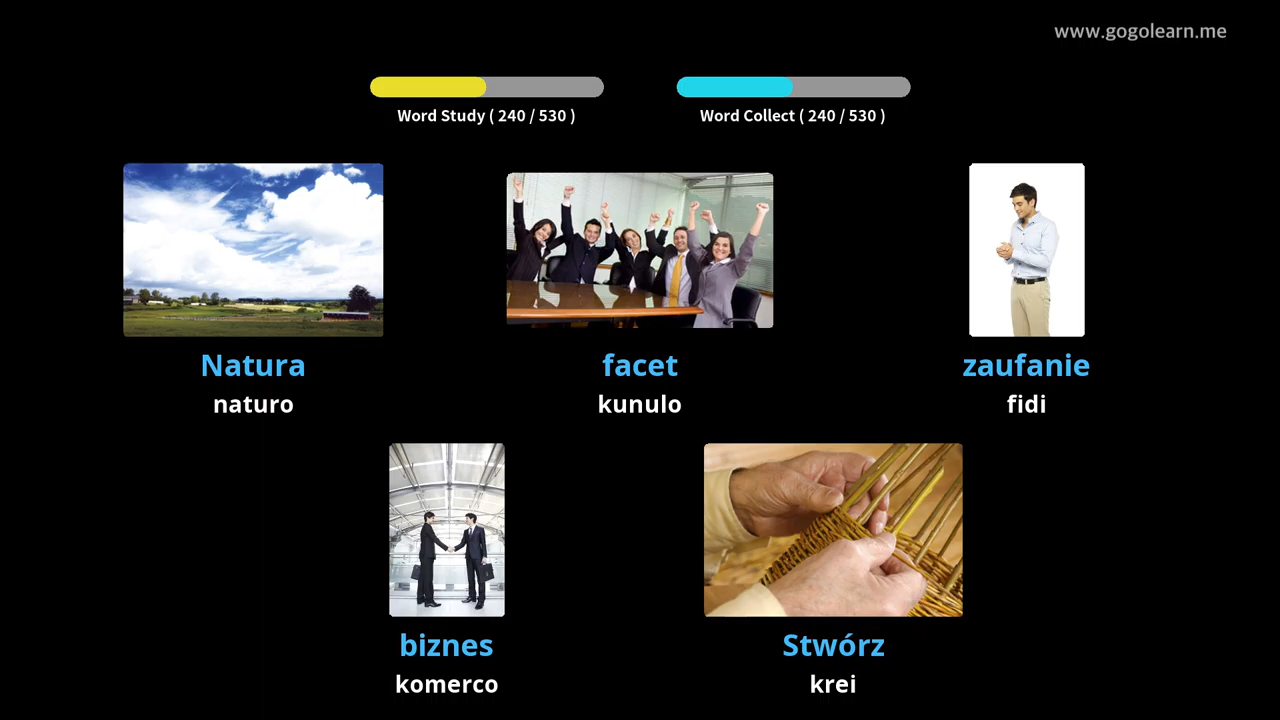 www.gogolearn.me
Word Study ( 240 / 530 )
Word Collect ( 240 / 530 )
Natura
naturo
facet
kunulo
zaufanie
fidi
biznes
komerco
Stwórz
krei